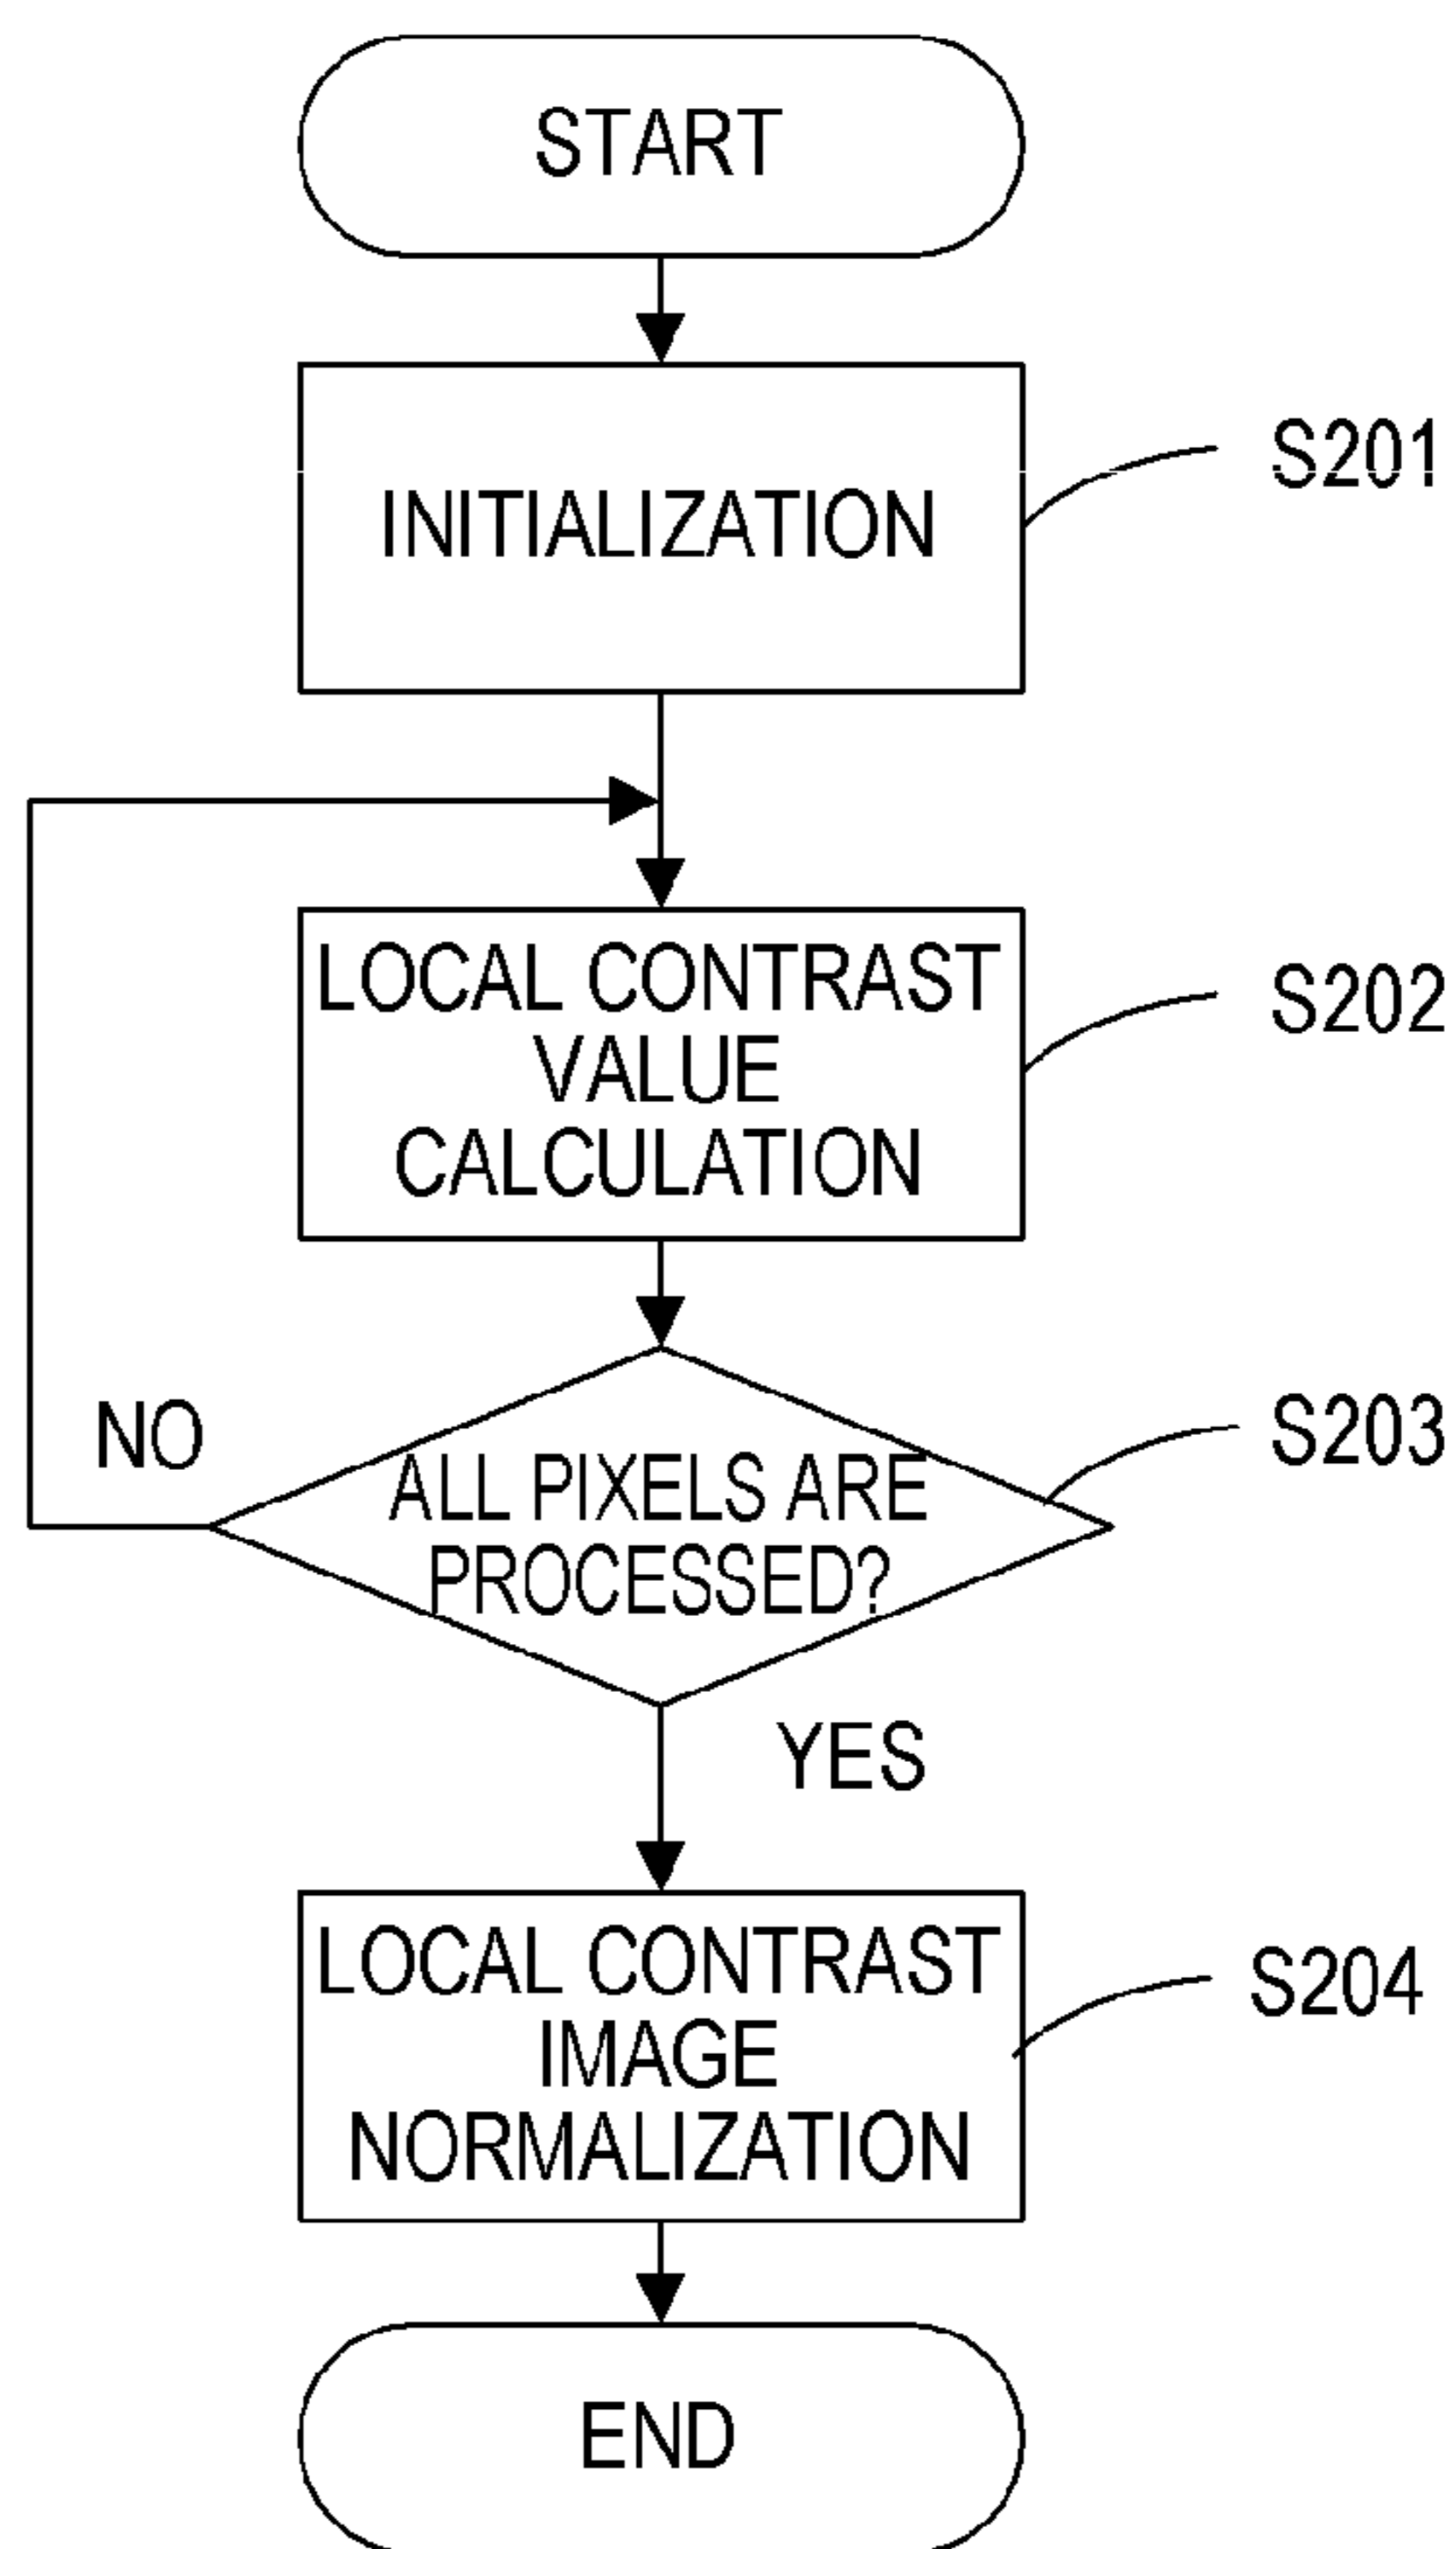 START
INITIALIZATION
S201
LOCAL CONTRAST
VALUE
CALCULATION
S202
ALL PIXELS ARE
PROCESSED?
S203
NO
YES
LOCAL CONTRAST
IMAGE
NORMALIZATION
S204
END